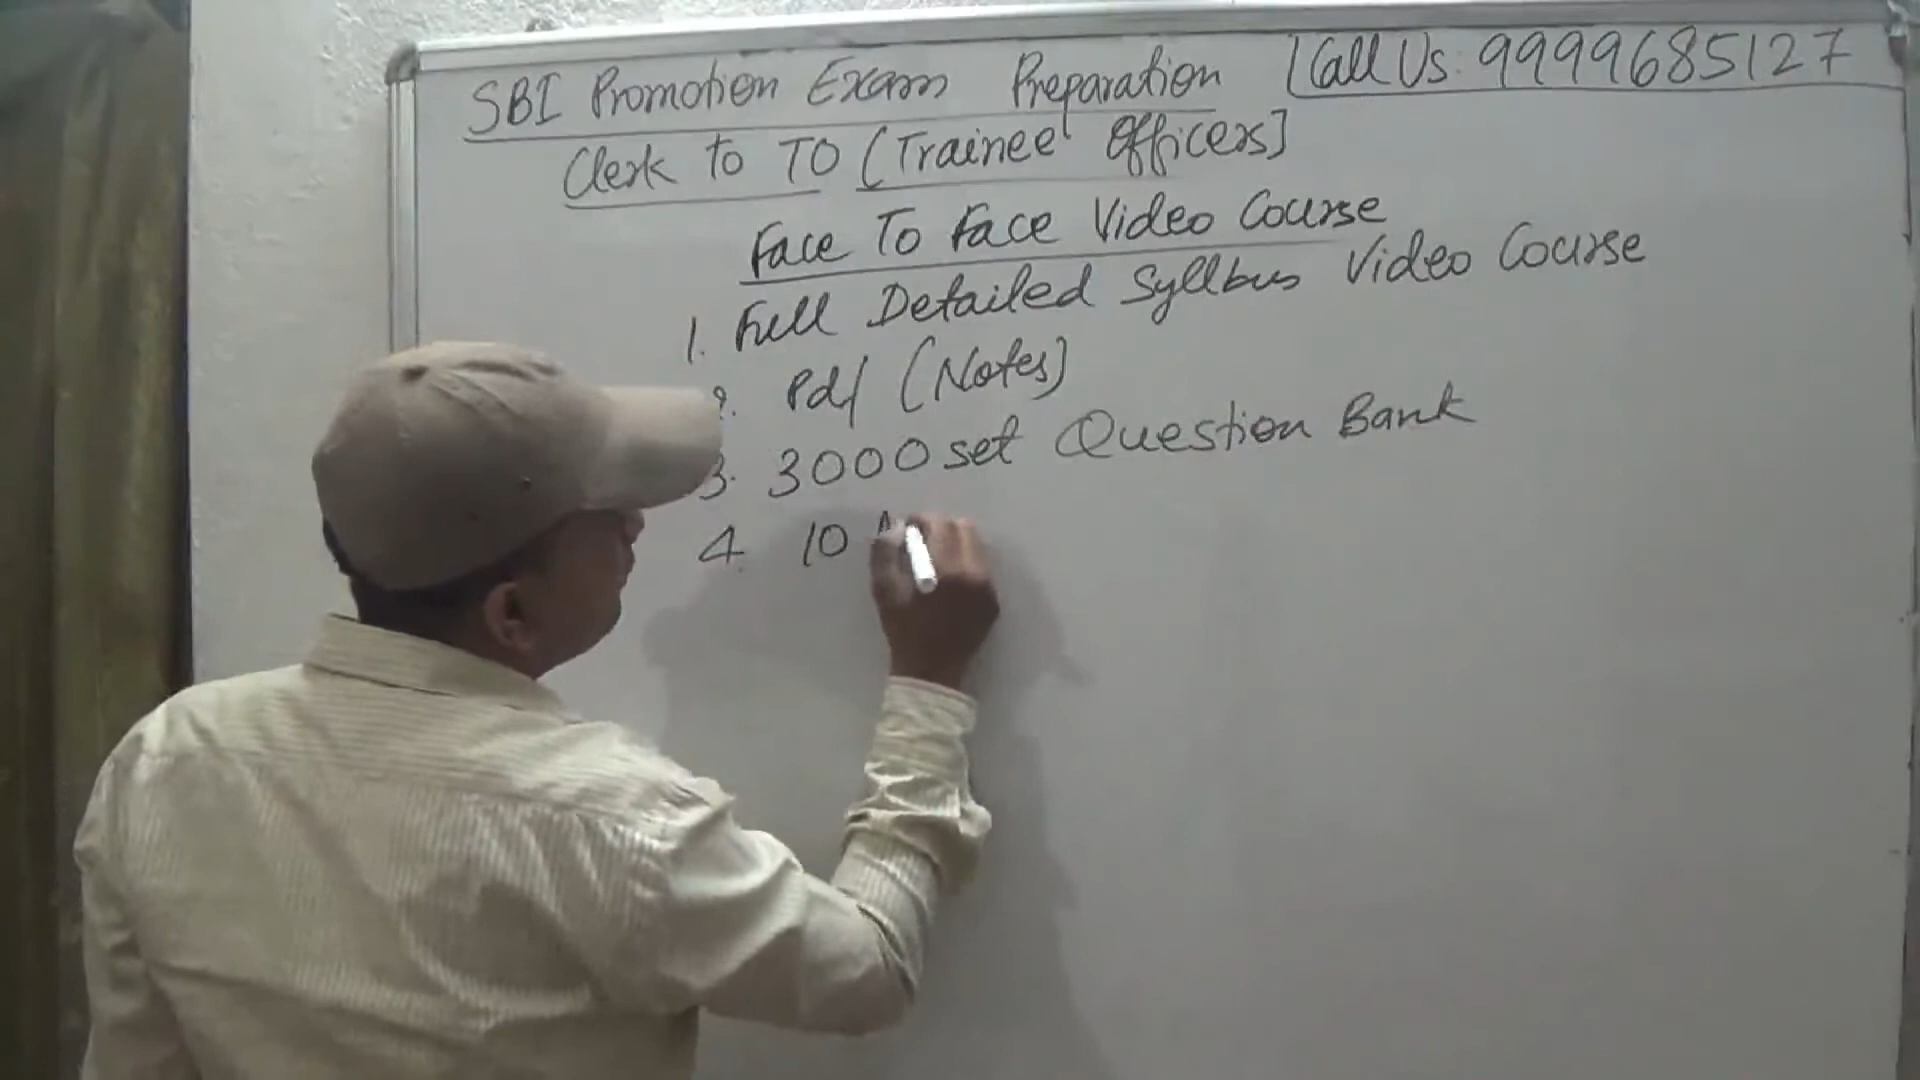 SBI Promotion Exam Preparation
Call Us: 9999685127
Clerk to TO (Trainee Officers]
Face To Face Video Course
1. Full Detailed Syllbus Video Course
2. Pdf (Notes]
3. 3000 set Question Bank
4. 10